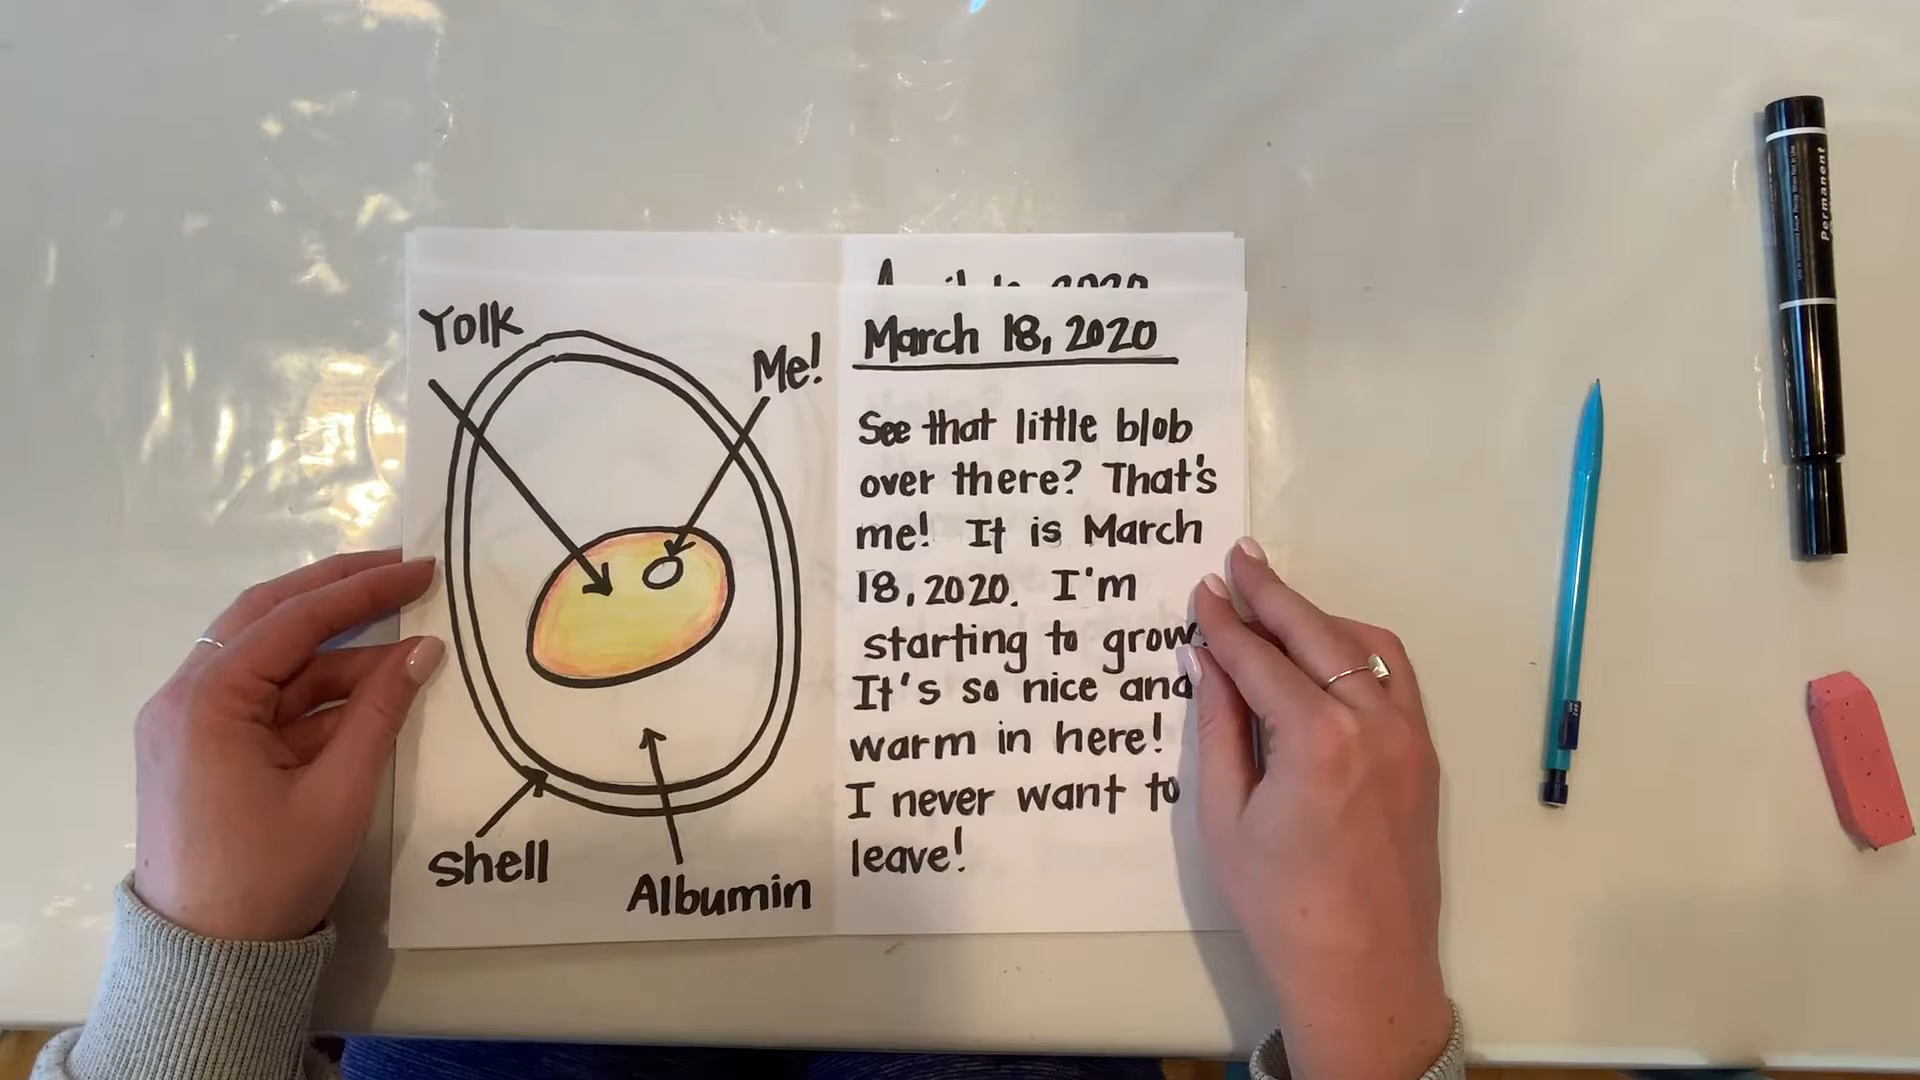 Yolk
Me!
Shell
Albumin
2020
March 18, 2020
See that little blob
over there? That's
me! It is March
18, 2020. I'm
starting to grow.
It's so nice and
warm in here!
I never want to
leave!
Permanent